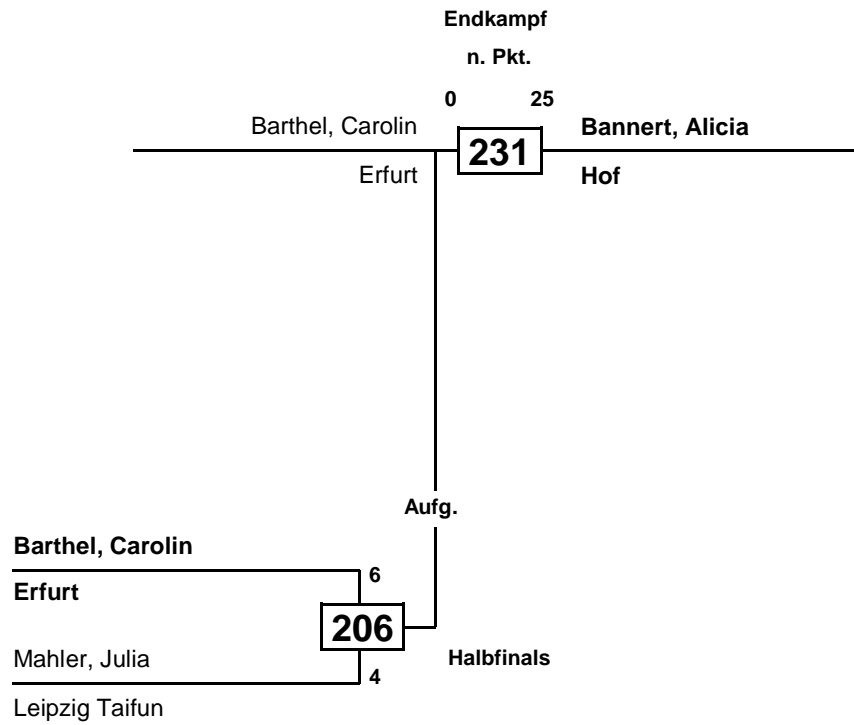 Endkampf
n. Pkt.
0 25
Barthel, Carolin 231 Bannert, Alicia
Erfurt Hof
Aufg.
Barthel, Carolin
6
Erfurt
206
Mahler, Julia Halbfinals
4
Leipzig Taifun